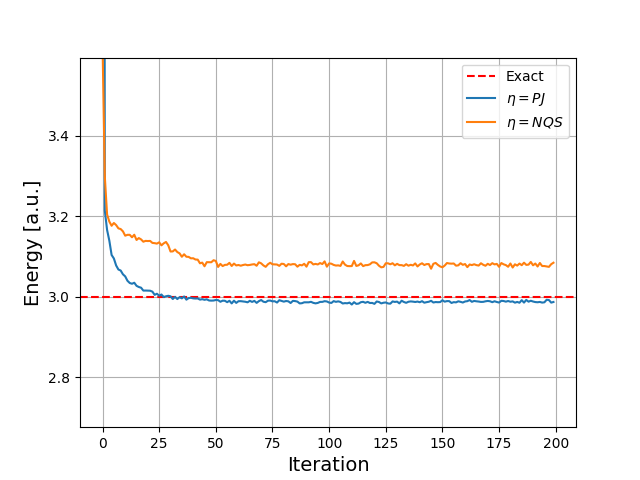 Exact
η = PJ
η = NQS
Energy [a.u.]
3.4
3.2
3.0
2.8
0 25 50 75 100 125 150 175 200
Iteration